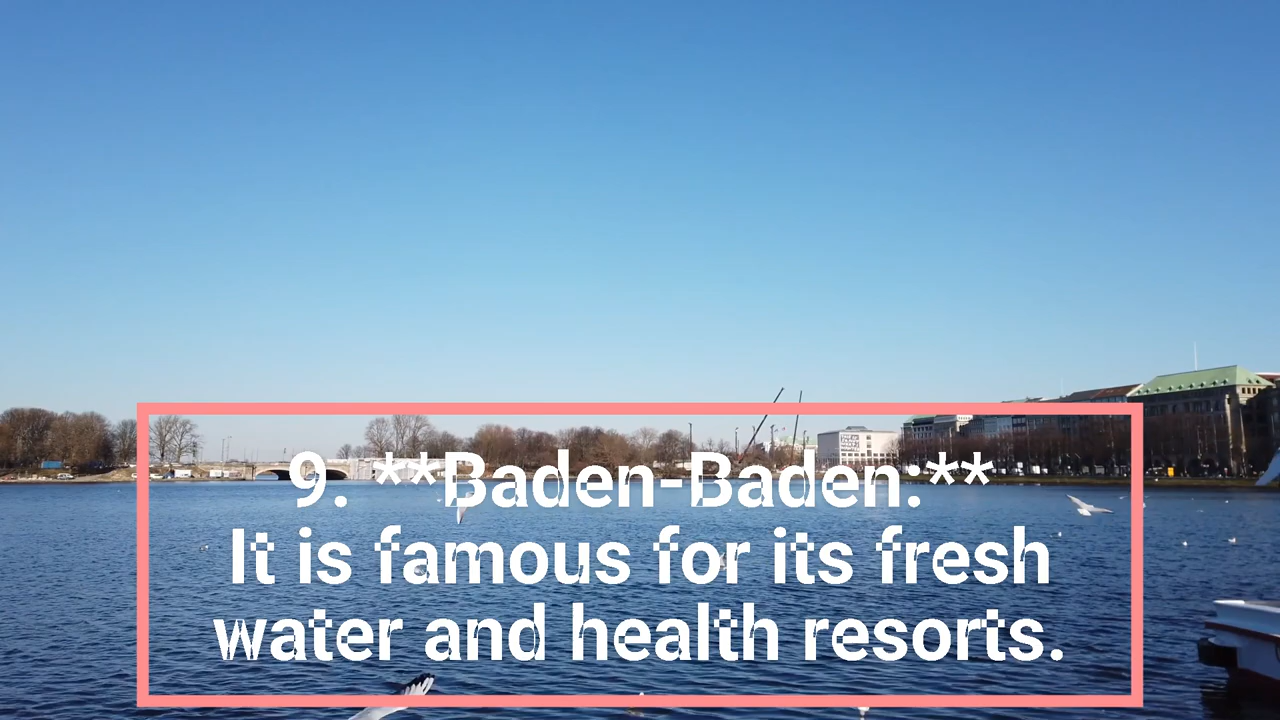 9. **Baden-Baden:**
It is famous for its fresh
water and health resorts.